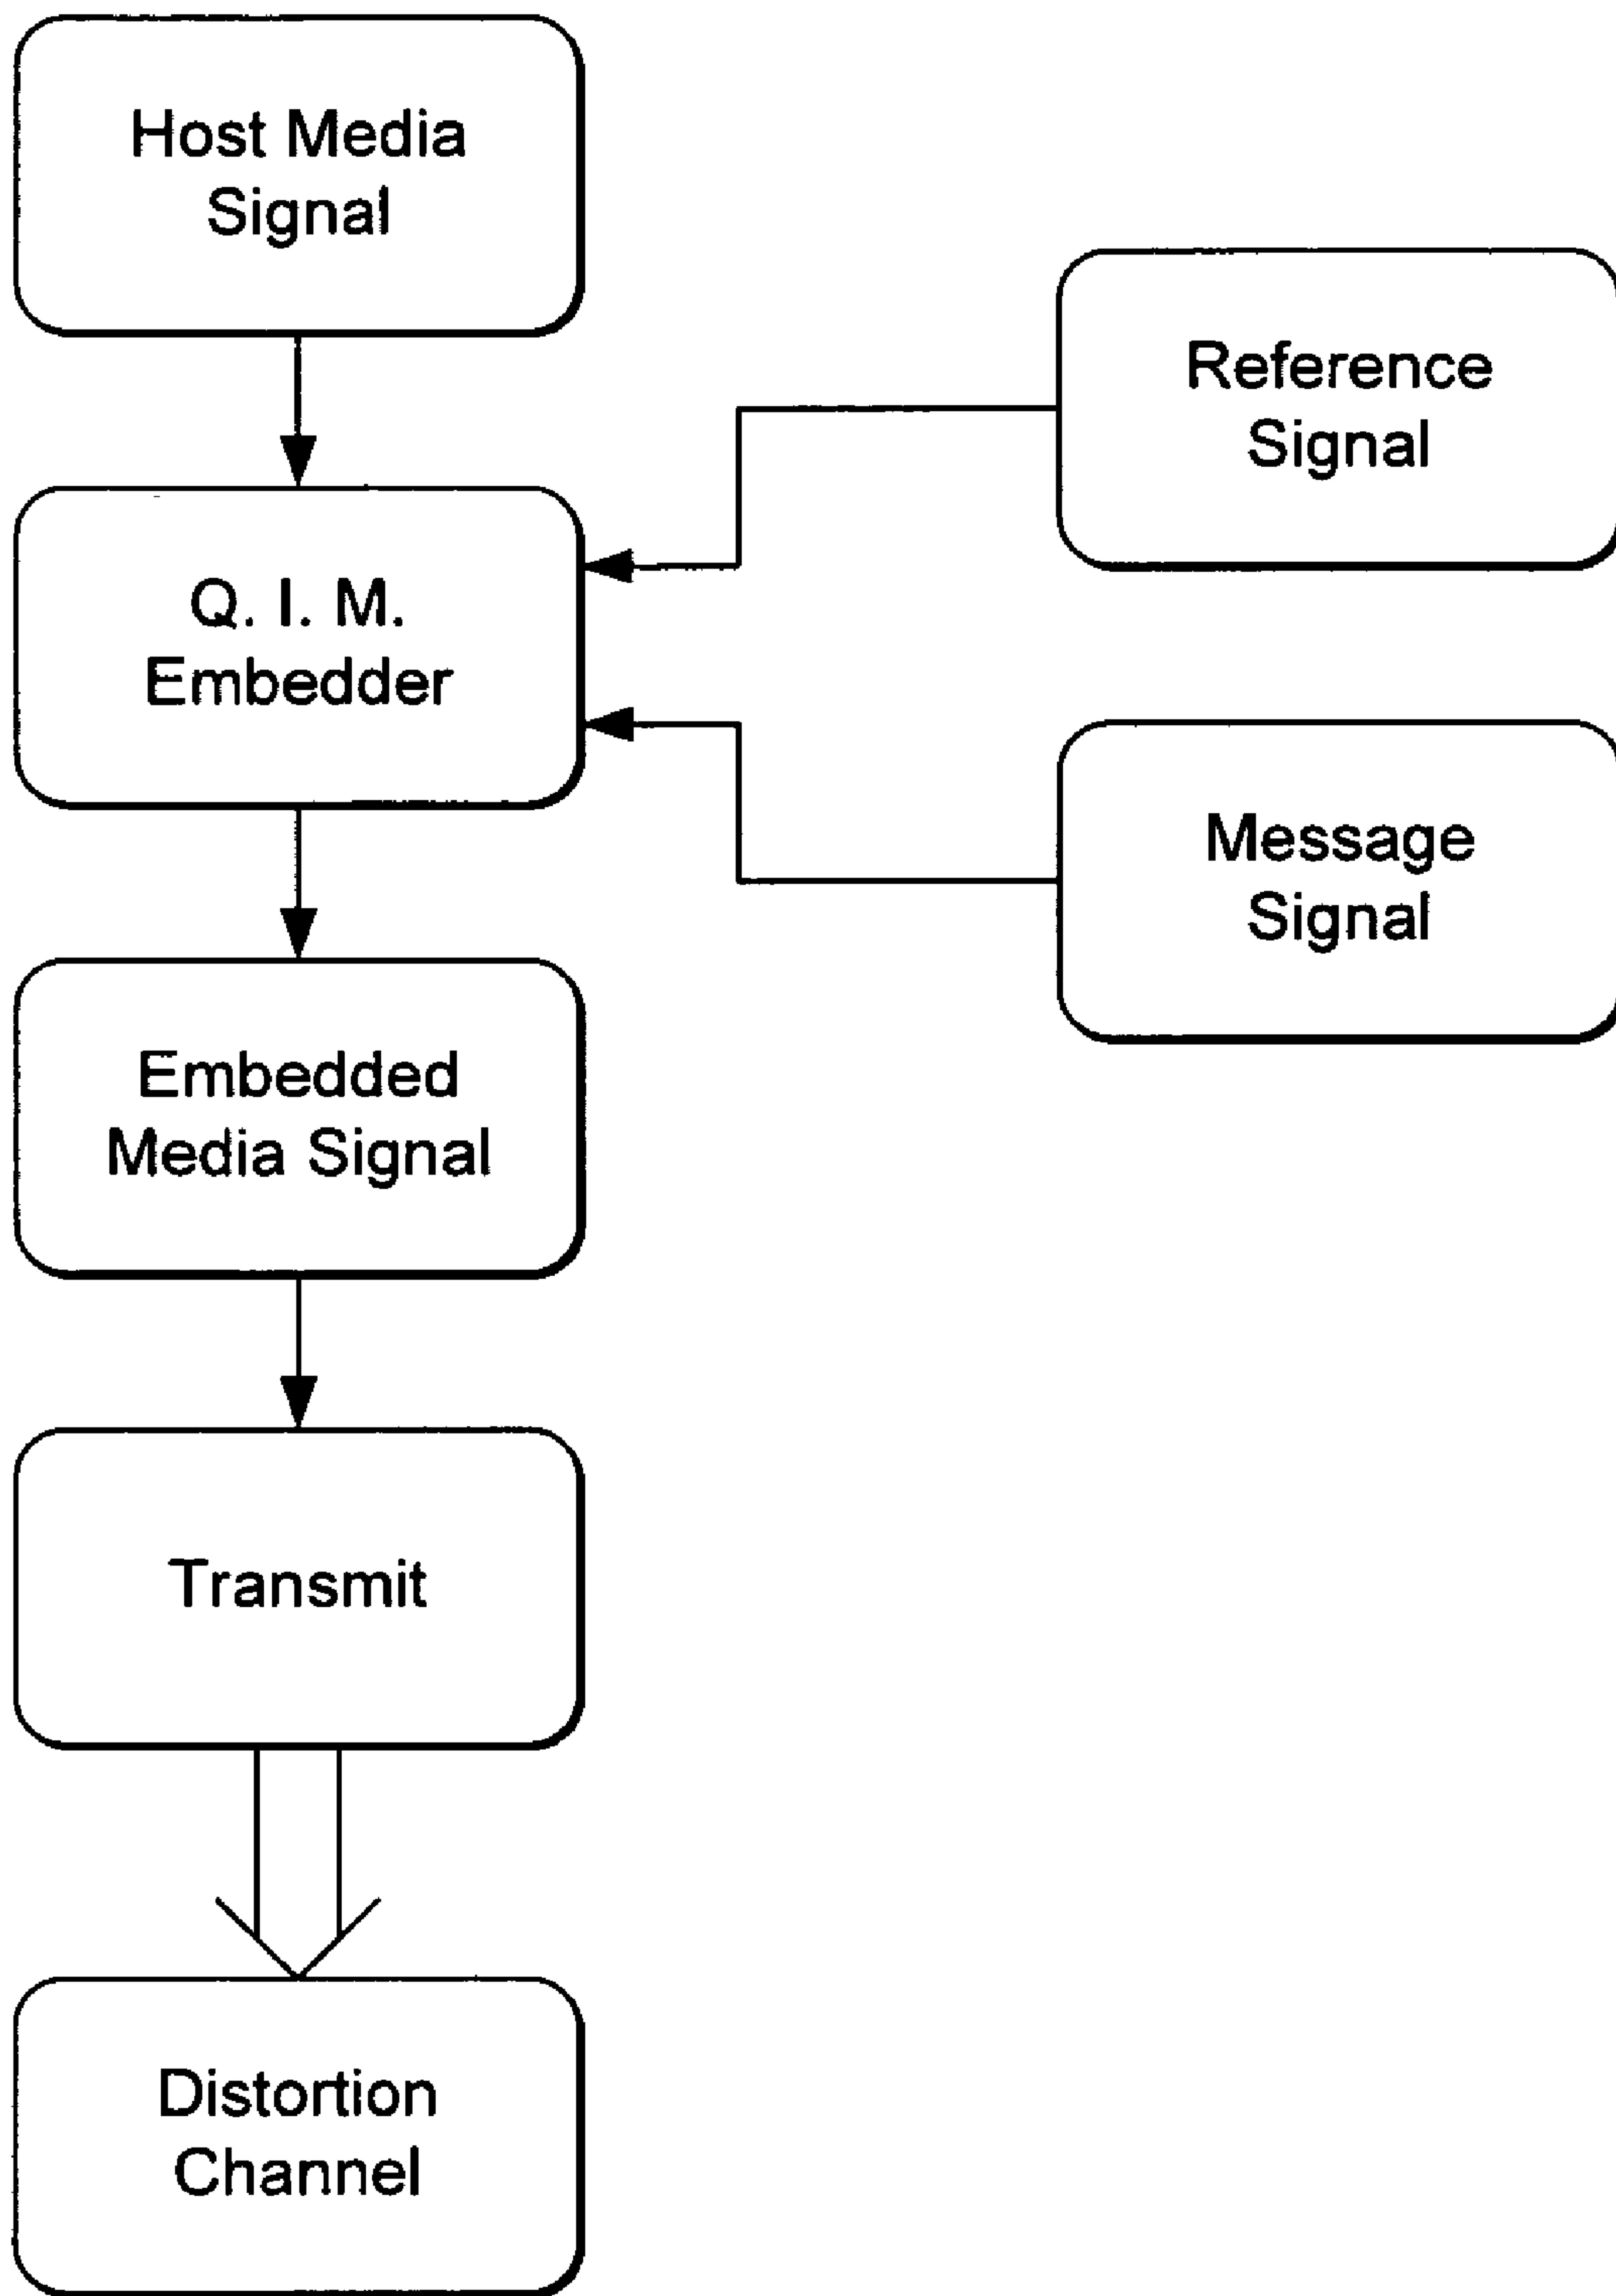 Host Media
Signal
Reference
Signal
Q. I. M.
Embedder
Message
Signal
Embedded
Media Signal
Transmit
Distortion
Channel